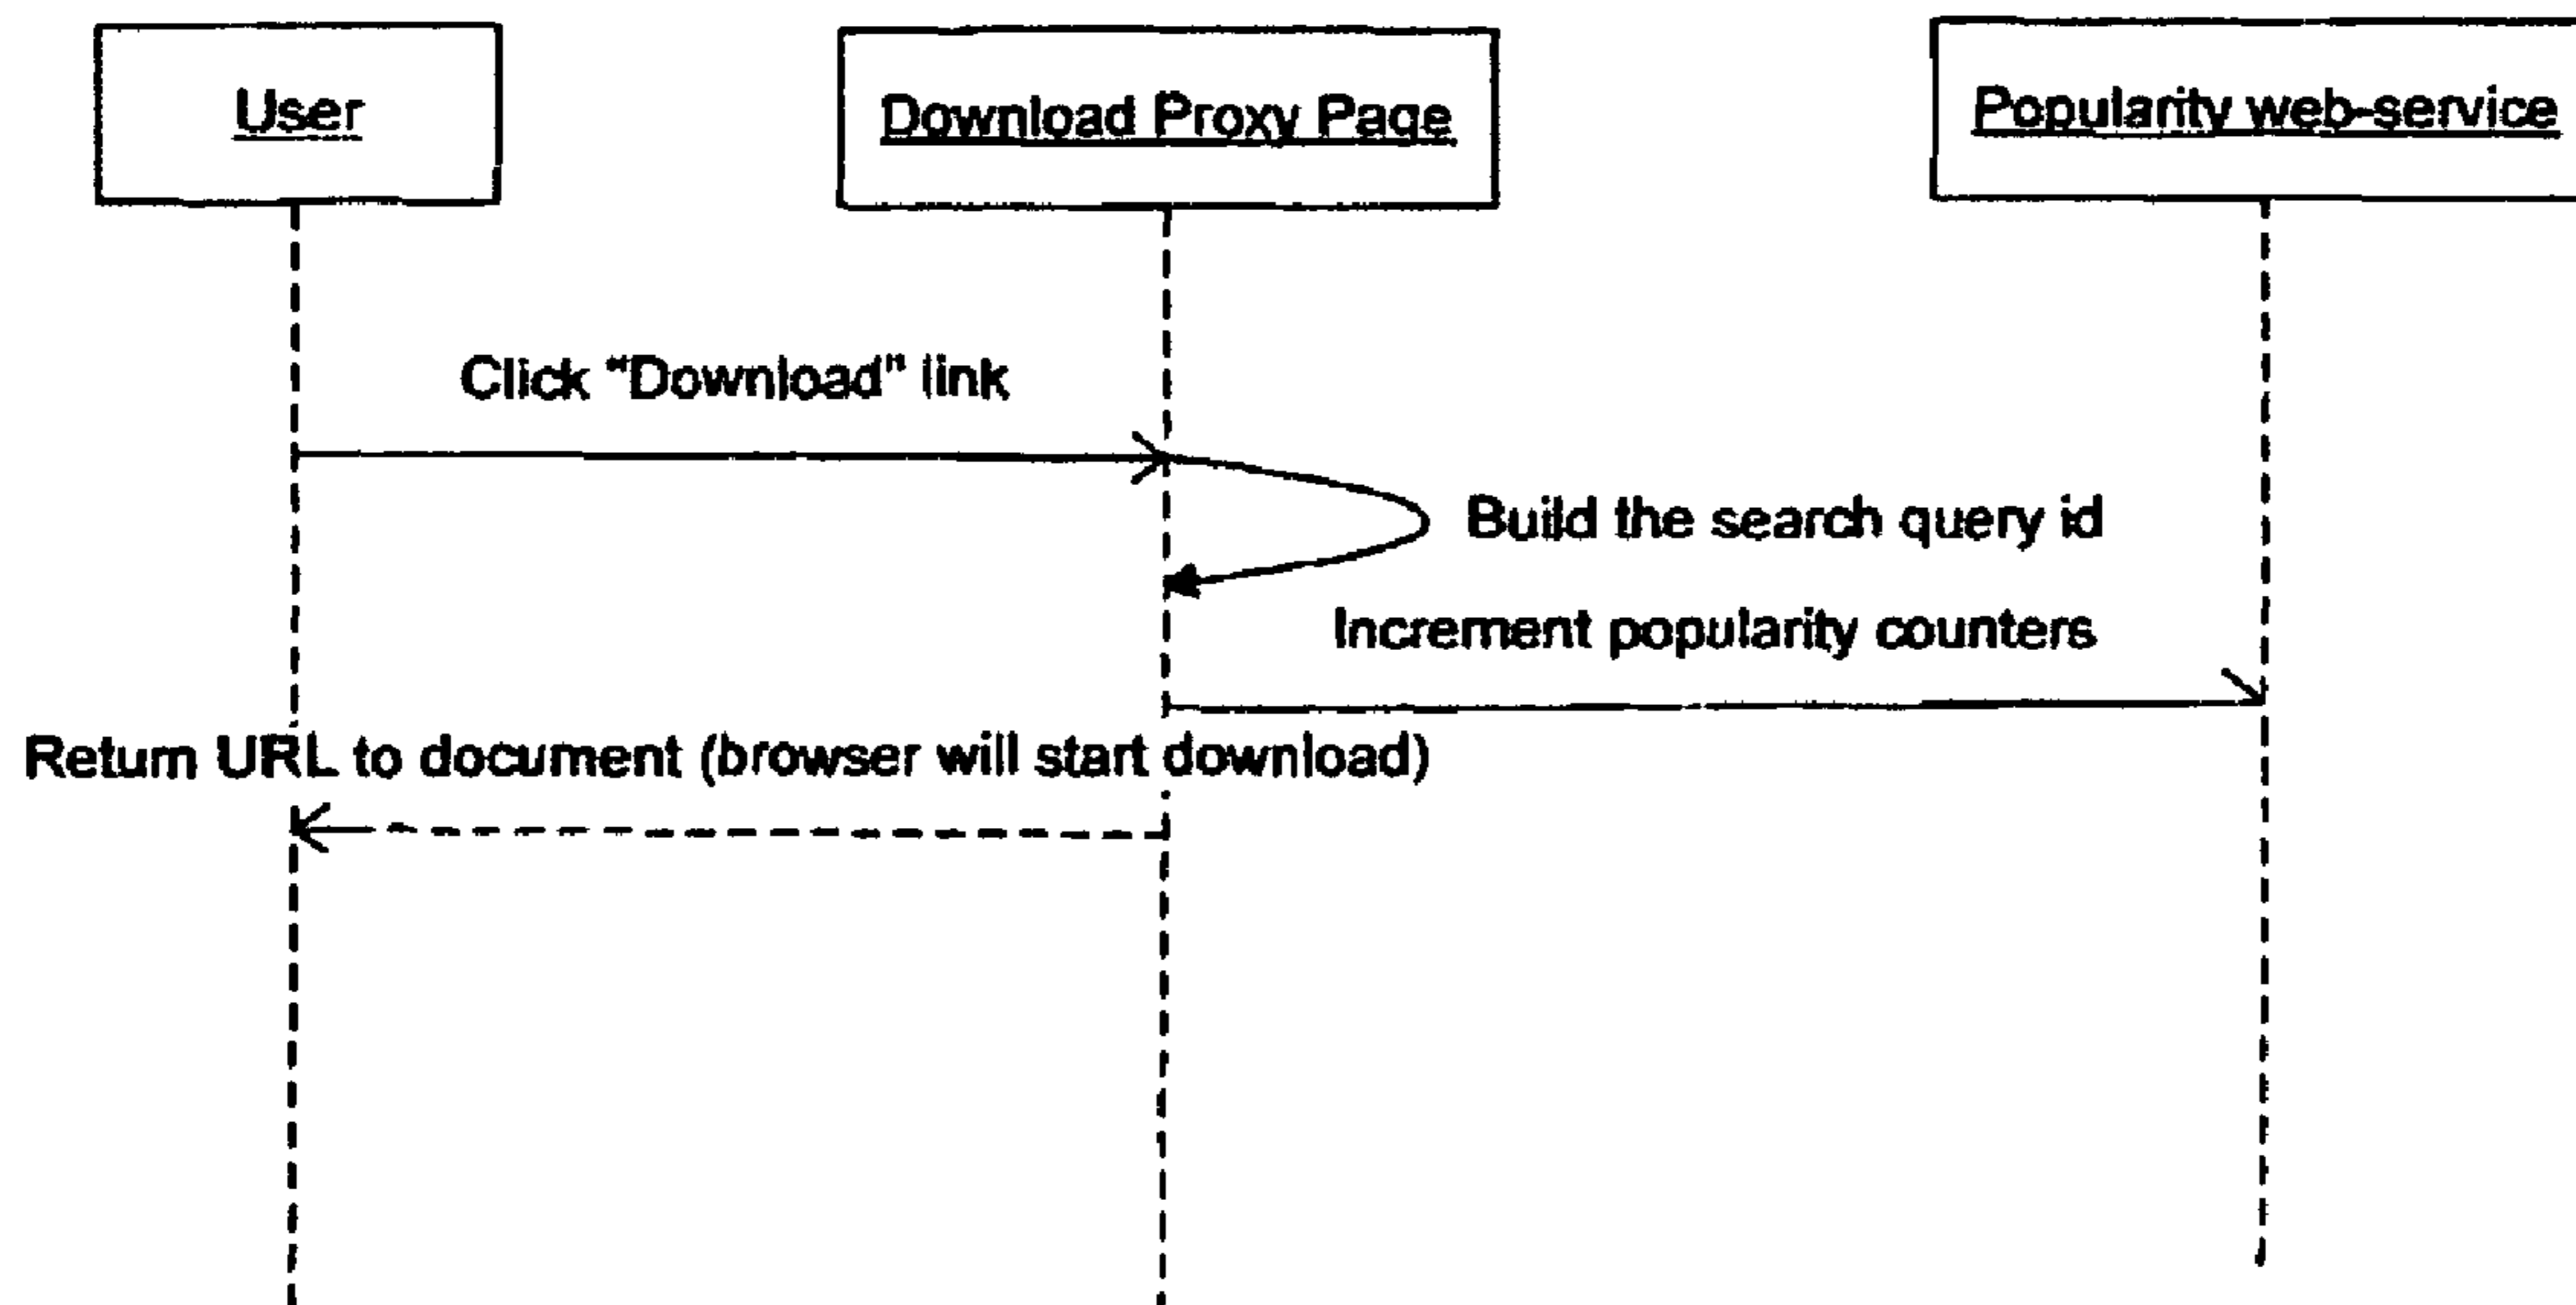 User
Download Proxy Page
Popularity web-service
Click "Download" link
Build the search query id
Increment popularity counters
Return URL to document (browser will start download)